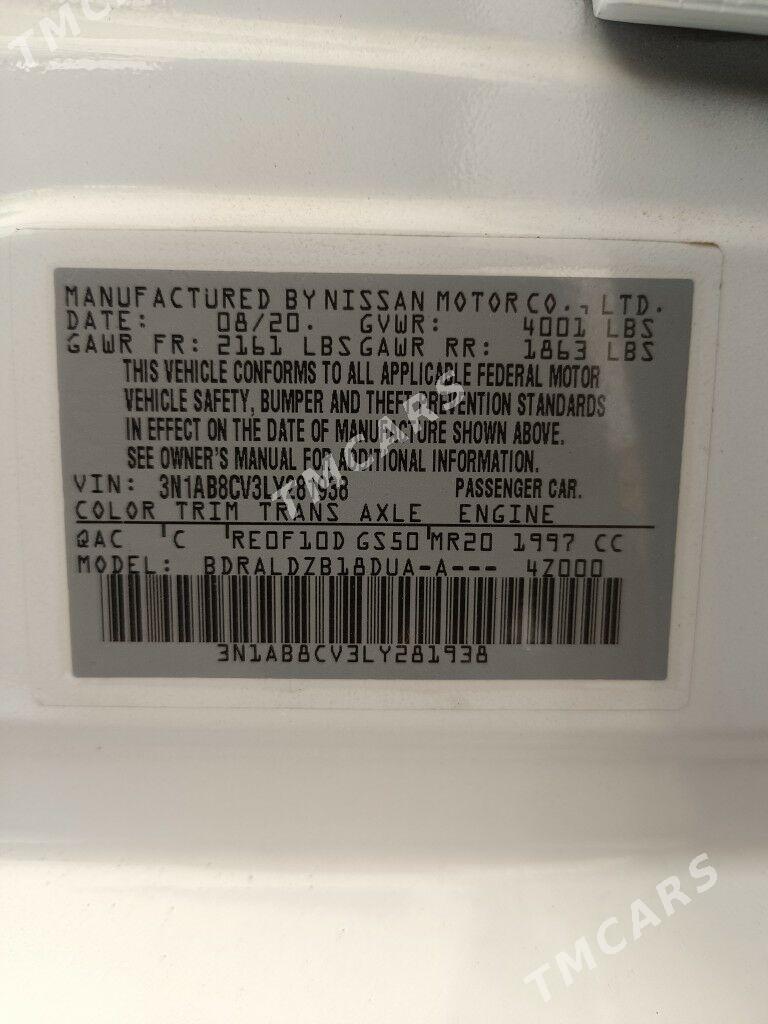 TMCARS
MANUFACTURED BY NISSAN MOTOR CO., LTD.
DATE: 08/20. GVWR: 4001 LBS
GAWR FR: 2161 LBS GAWR RR: 1863 LBS
THIS VEHICLE CONFORMS TO ALL APPLICABLE FEDERAL MOTOR
VEHICLE SAFETY, BUMPER AND THEFT PREVENTION STANDARDS
IN EFFECT ON THE DATE OF MANUFACTURE SHOWN ABOVE.
SEE OWNER'S MANUAL FOR ADDITIONAL INFORMATION.
TMCARS
VIN: 3N1AB8CV3LY281938 PASSENGER CAR.
COLOR TRIM TRANS AXLE ENGINE
QAC C RE0F10D GS50 MR20 1997 CC
MODEL: BDRALDZB18DUA-A--- 4Z000
3N1AB8CV3LY281938
TMCARS